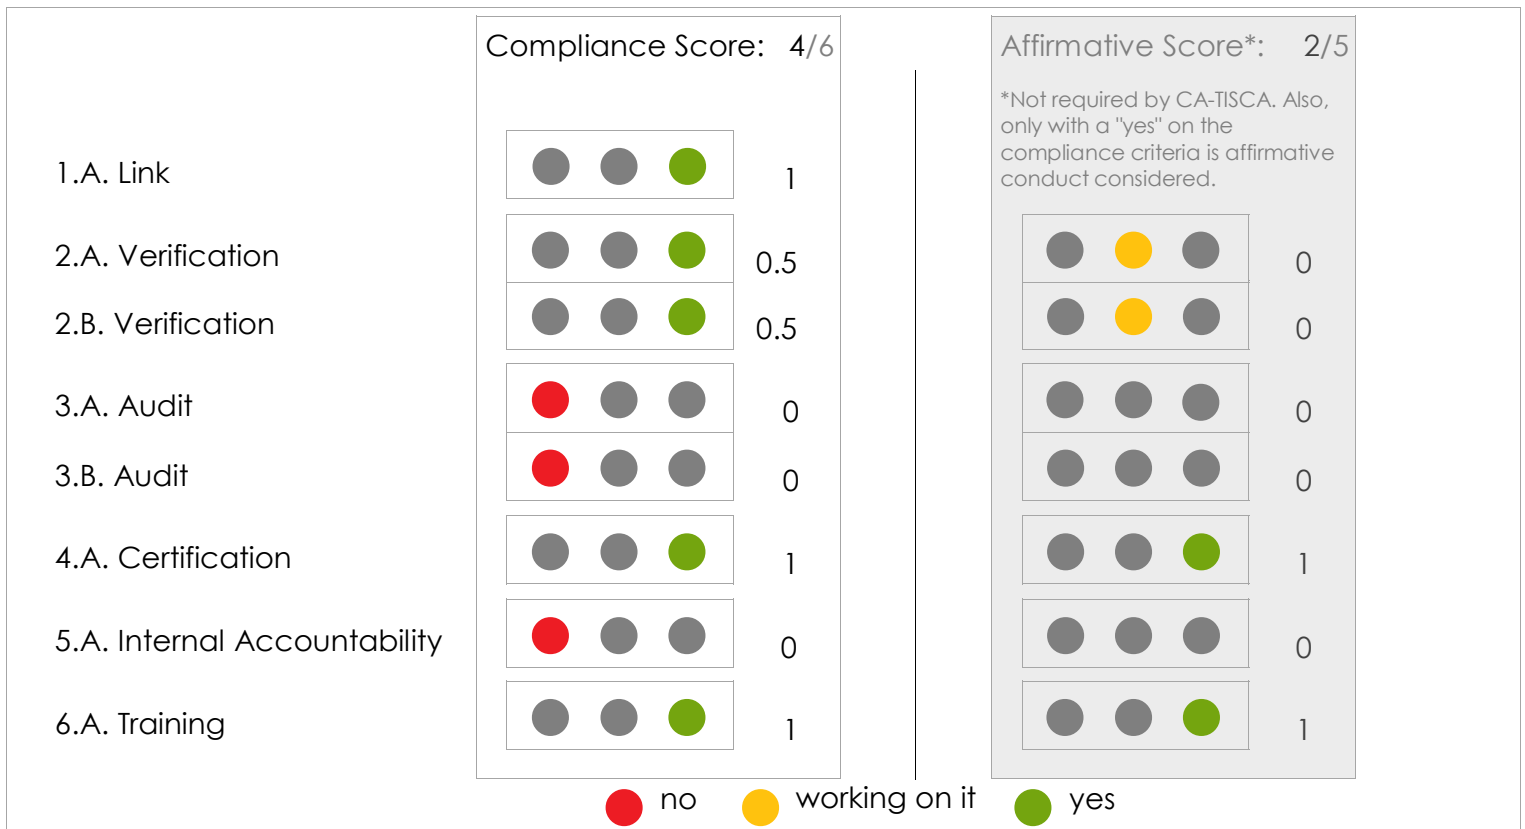 Compliance Score: 4/6
Affirmative Score*: 2/5
*Not required by CA-TISCA. Also,
only with a "yes" on the
compliance criteria is affirmative
conduct considered.
1.A. Link 1
2.A. Verification 0.5 0
2.B. Verification 0.5 0
3.A. Audit 0 0
3.B. Audit 0 0
4.A. Certification 1 1
5.A. Internal Accountability 0 0
6.A. Training 1 1
no working on it yes